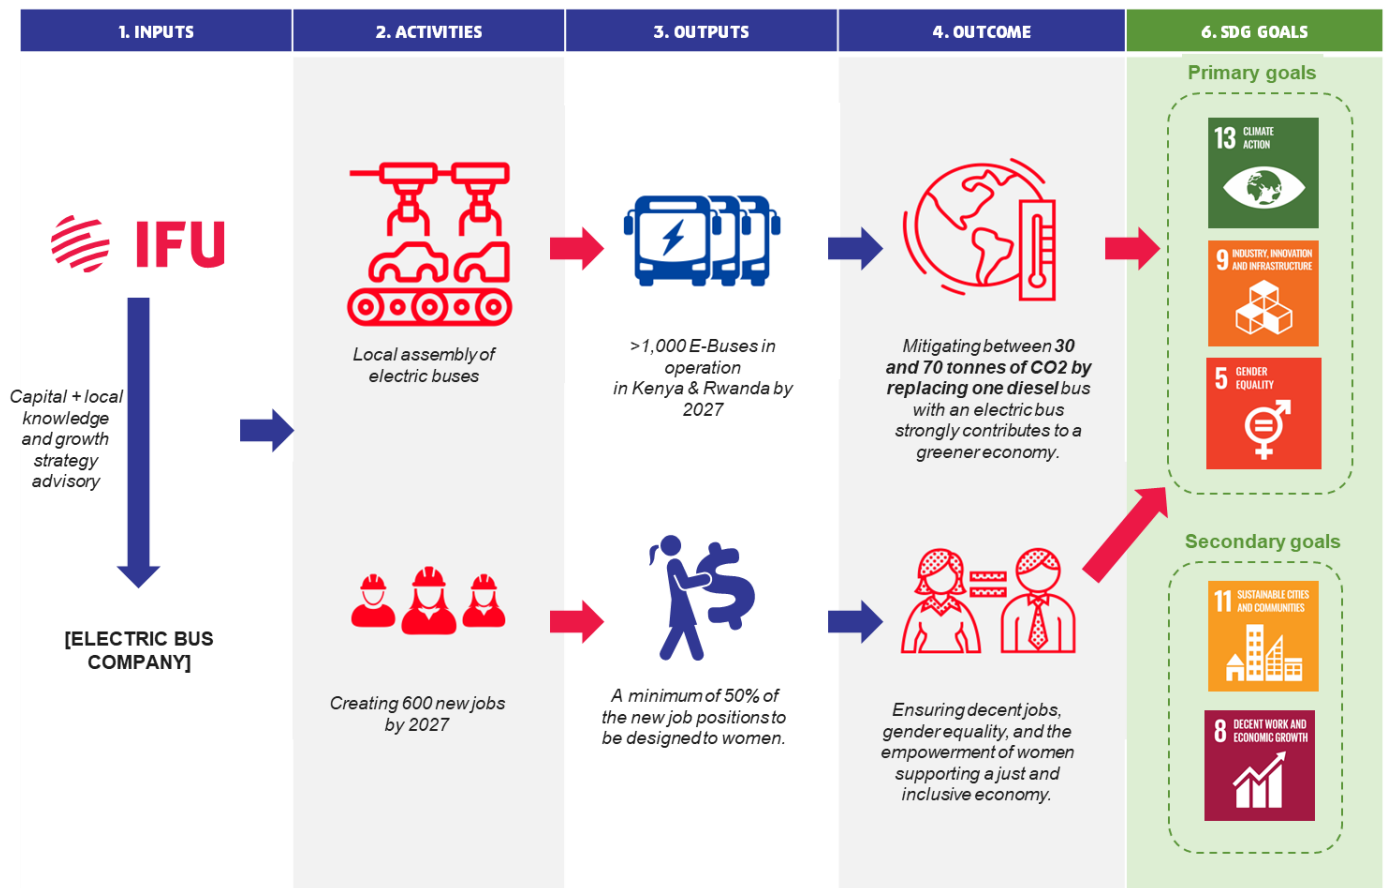 1. INPUTS
2. ACTIVITIES
3. OUTPUTS
4. OUTCOME
6. SDG GOALS
IFU
Capital + local
knowledge
and growth
strategy
advisory
[ELECTRIC BUS
COMPANY]
Local assembly of
electric buses
Creating 600 new jobs
by 2027
>1,000 E-Buses in
operation
in Kenya & Rwanda by
2027
A minimum of 50% of
the new job positions to
be designed to women.
Mitigating between 30
and 70 tonnes of CO2 by
replacing one diesel bus
with an electric bus
strongly contributes to a
greener economy.
Ensuring decent jobs,
gender equality, and the
empowerment of women
supporting a just and
inclusive economy.
Primary goals
13 CLIMATE
ACTION
9 INDUSTRY, INNOVATION
AND INFRASTRUCTURE
5 GENDER
EQUALITY
Secondary goals
11 SUSTAINABLE CITIES
AND COMMUNITIES
8 DECENT WORK AND
ECONOMIC GROWTH